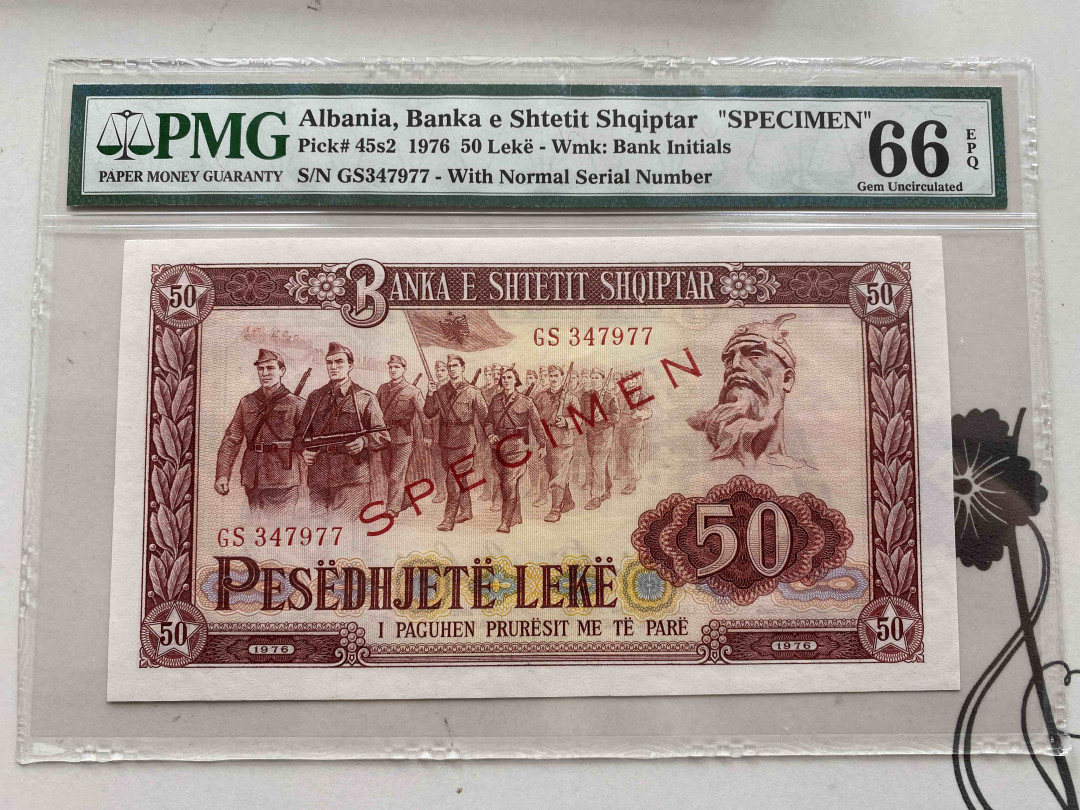 PMG
PAPER MONEY GUARANTY
Albania, Banka e Shtetit Shqiptar "SPECIMEN"
Pick# 45s2 1976 50 Lekë - Wmk: Bank Initials
S/N GS347977 - With Normal Serial Number
66
EPQ
Gem Uncirculated
50
BANKA E SHTETIT SHQIPTAR
50
GS 347977
SPECIMEN
GS 347977
50
PESËDHJETË LEKË
I PAGUHEN PRURËSIT ME TË PARË
50
1976
1976
50